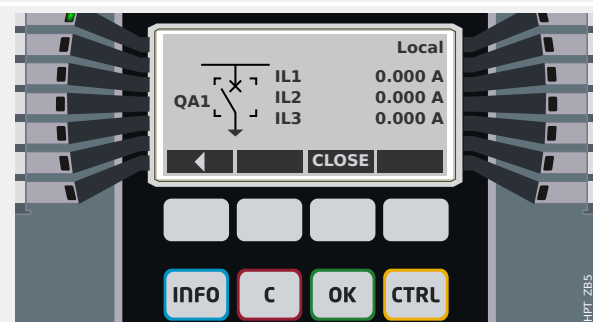 Local
IL1 0.000 A
QA1 IL2 0.000 A
IL3 0.000 A
CLOSE
INFO C OK CTRL
HPT_ZB5